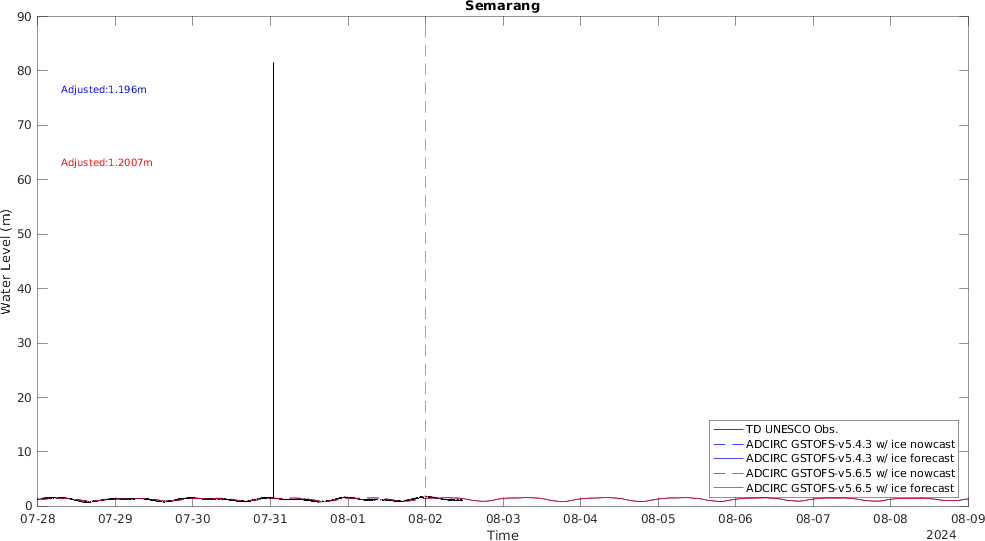 Semarang
90
80
70
60
50
40
30
20
10
0
Water Level (m)
Adjusted:1.196m
Adjusted:1.2007m
TD UNESCO Obs.
ADCIRC GSTOFS-v5.4.3 w/ ice nowcast
ADCIRC GSTOFS-v5.4.3 w/ ice forecast
ADCIRC GSTOFS-v5.6.5 w/ ice nowcast
ADCIRC GSTOFS-v5.6.5 w/ ice forecast
07-28 07-29 07-30 07-31 08-01 08-02 08-03 08-04 08-05 08-06 08-07 08-08 08-09
Time
2024